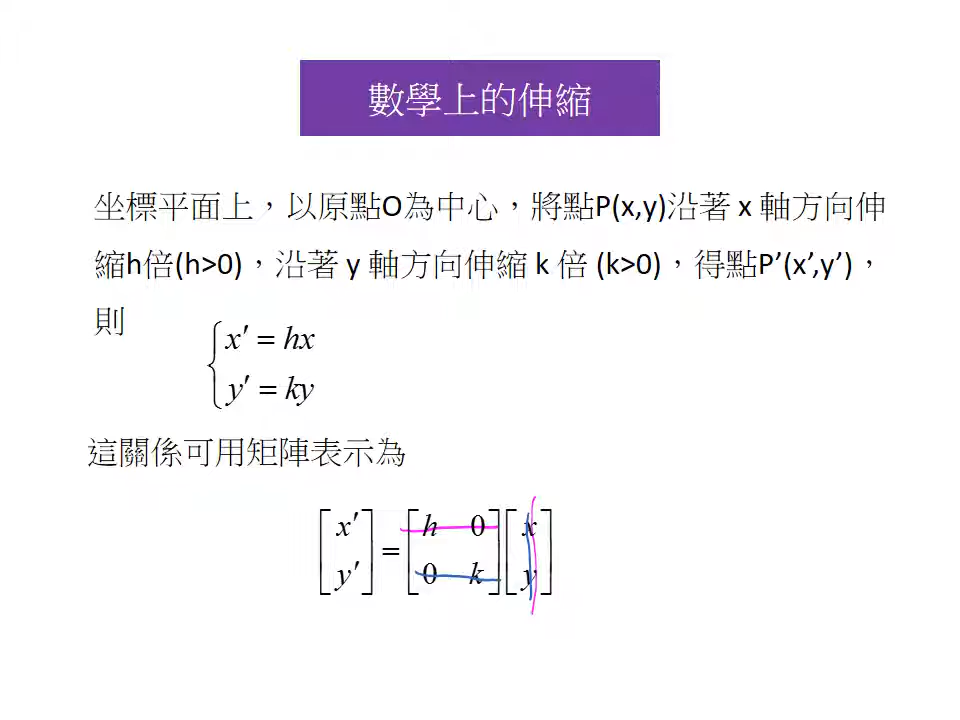 數學上的伸縮
坐標平面上，以原點O為中心，將點P(x,y)沿著 x 軸方向伸
縮h倍(h>0)，沿著 y 軸方向伸縮 k 倍 (k>0)，得點P’(x’,y’)，
則
x′ = hx
y′ = ky
這關係可用矩陣表示為
[x′] = [h 0][x]
[y′] [0 k][y]